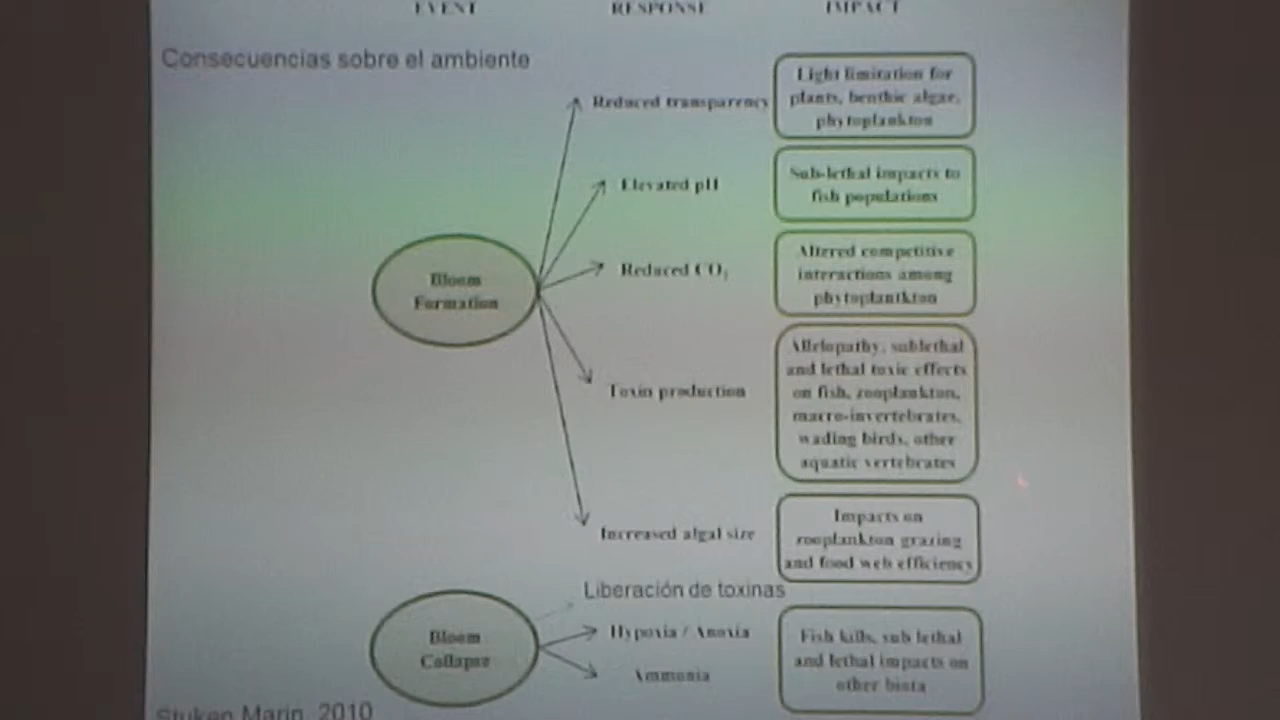 EVENT RESPONSE IMPACT
Consecuencias sobre el ambiente
Reduced transparency
Light limitation for
plants, benthic algae,
phytoplankton
Elevated pH
Sub-lethal impacts to
fish populations
Bloom
Formation
Reduced CO₂
Altered competitive
interactions among
phytoplantkton
Toxin production
Allelopathy, sublethal
and lethal toxic effects
on fish, zooplankton,
macro-invertebrates,
wading birds, other
aquatic vertebrates
Increased algal size
Impacts on
zooplankton grazing
and food web efficiency
Liberación de toxinas
Bloom
Collapse
Hypoxia / Anoxia
Ammonia
Fish kills, sub lethal
and lethal impacts on
other biota
Stuken Marin, 2010